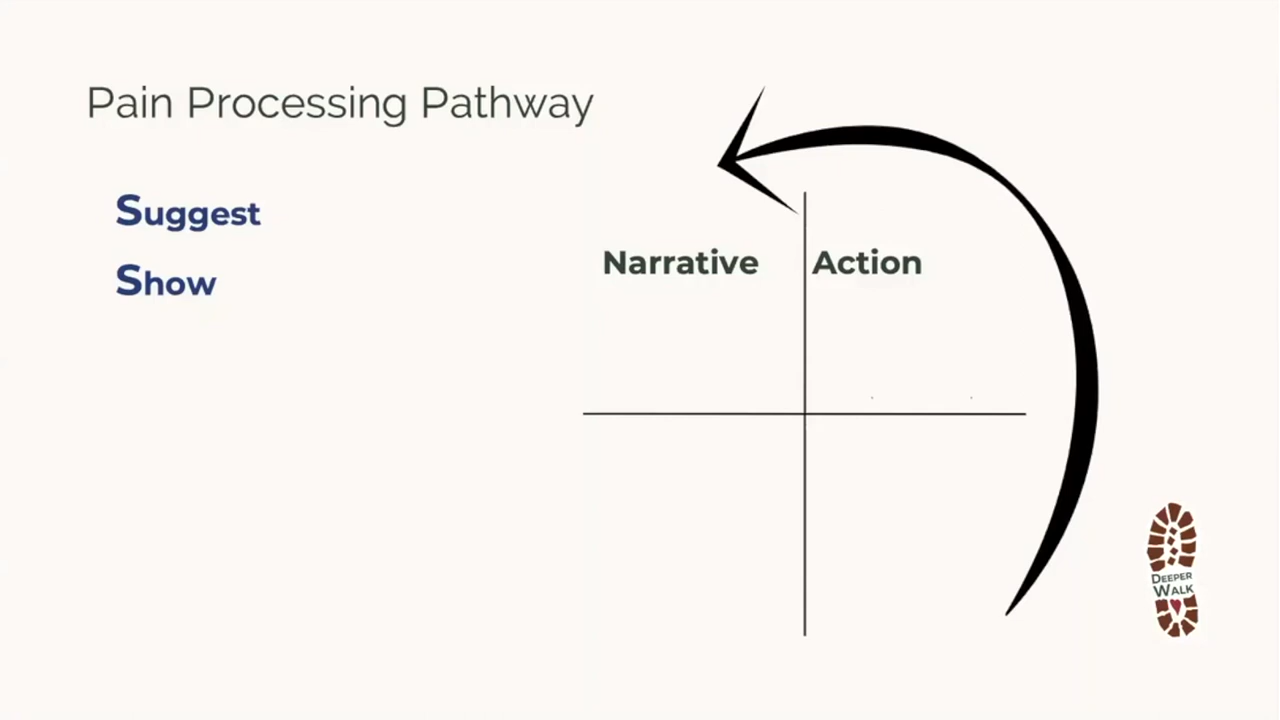 Pain Processing Pathway
Suggest
Show
Narrative
Action
DEEPER
WALK